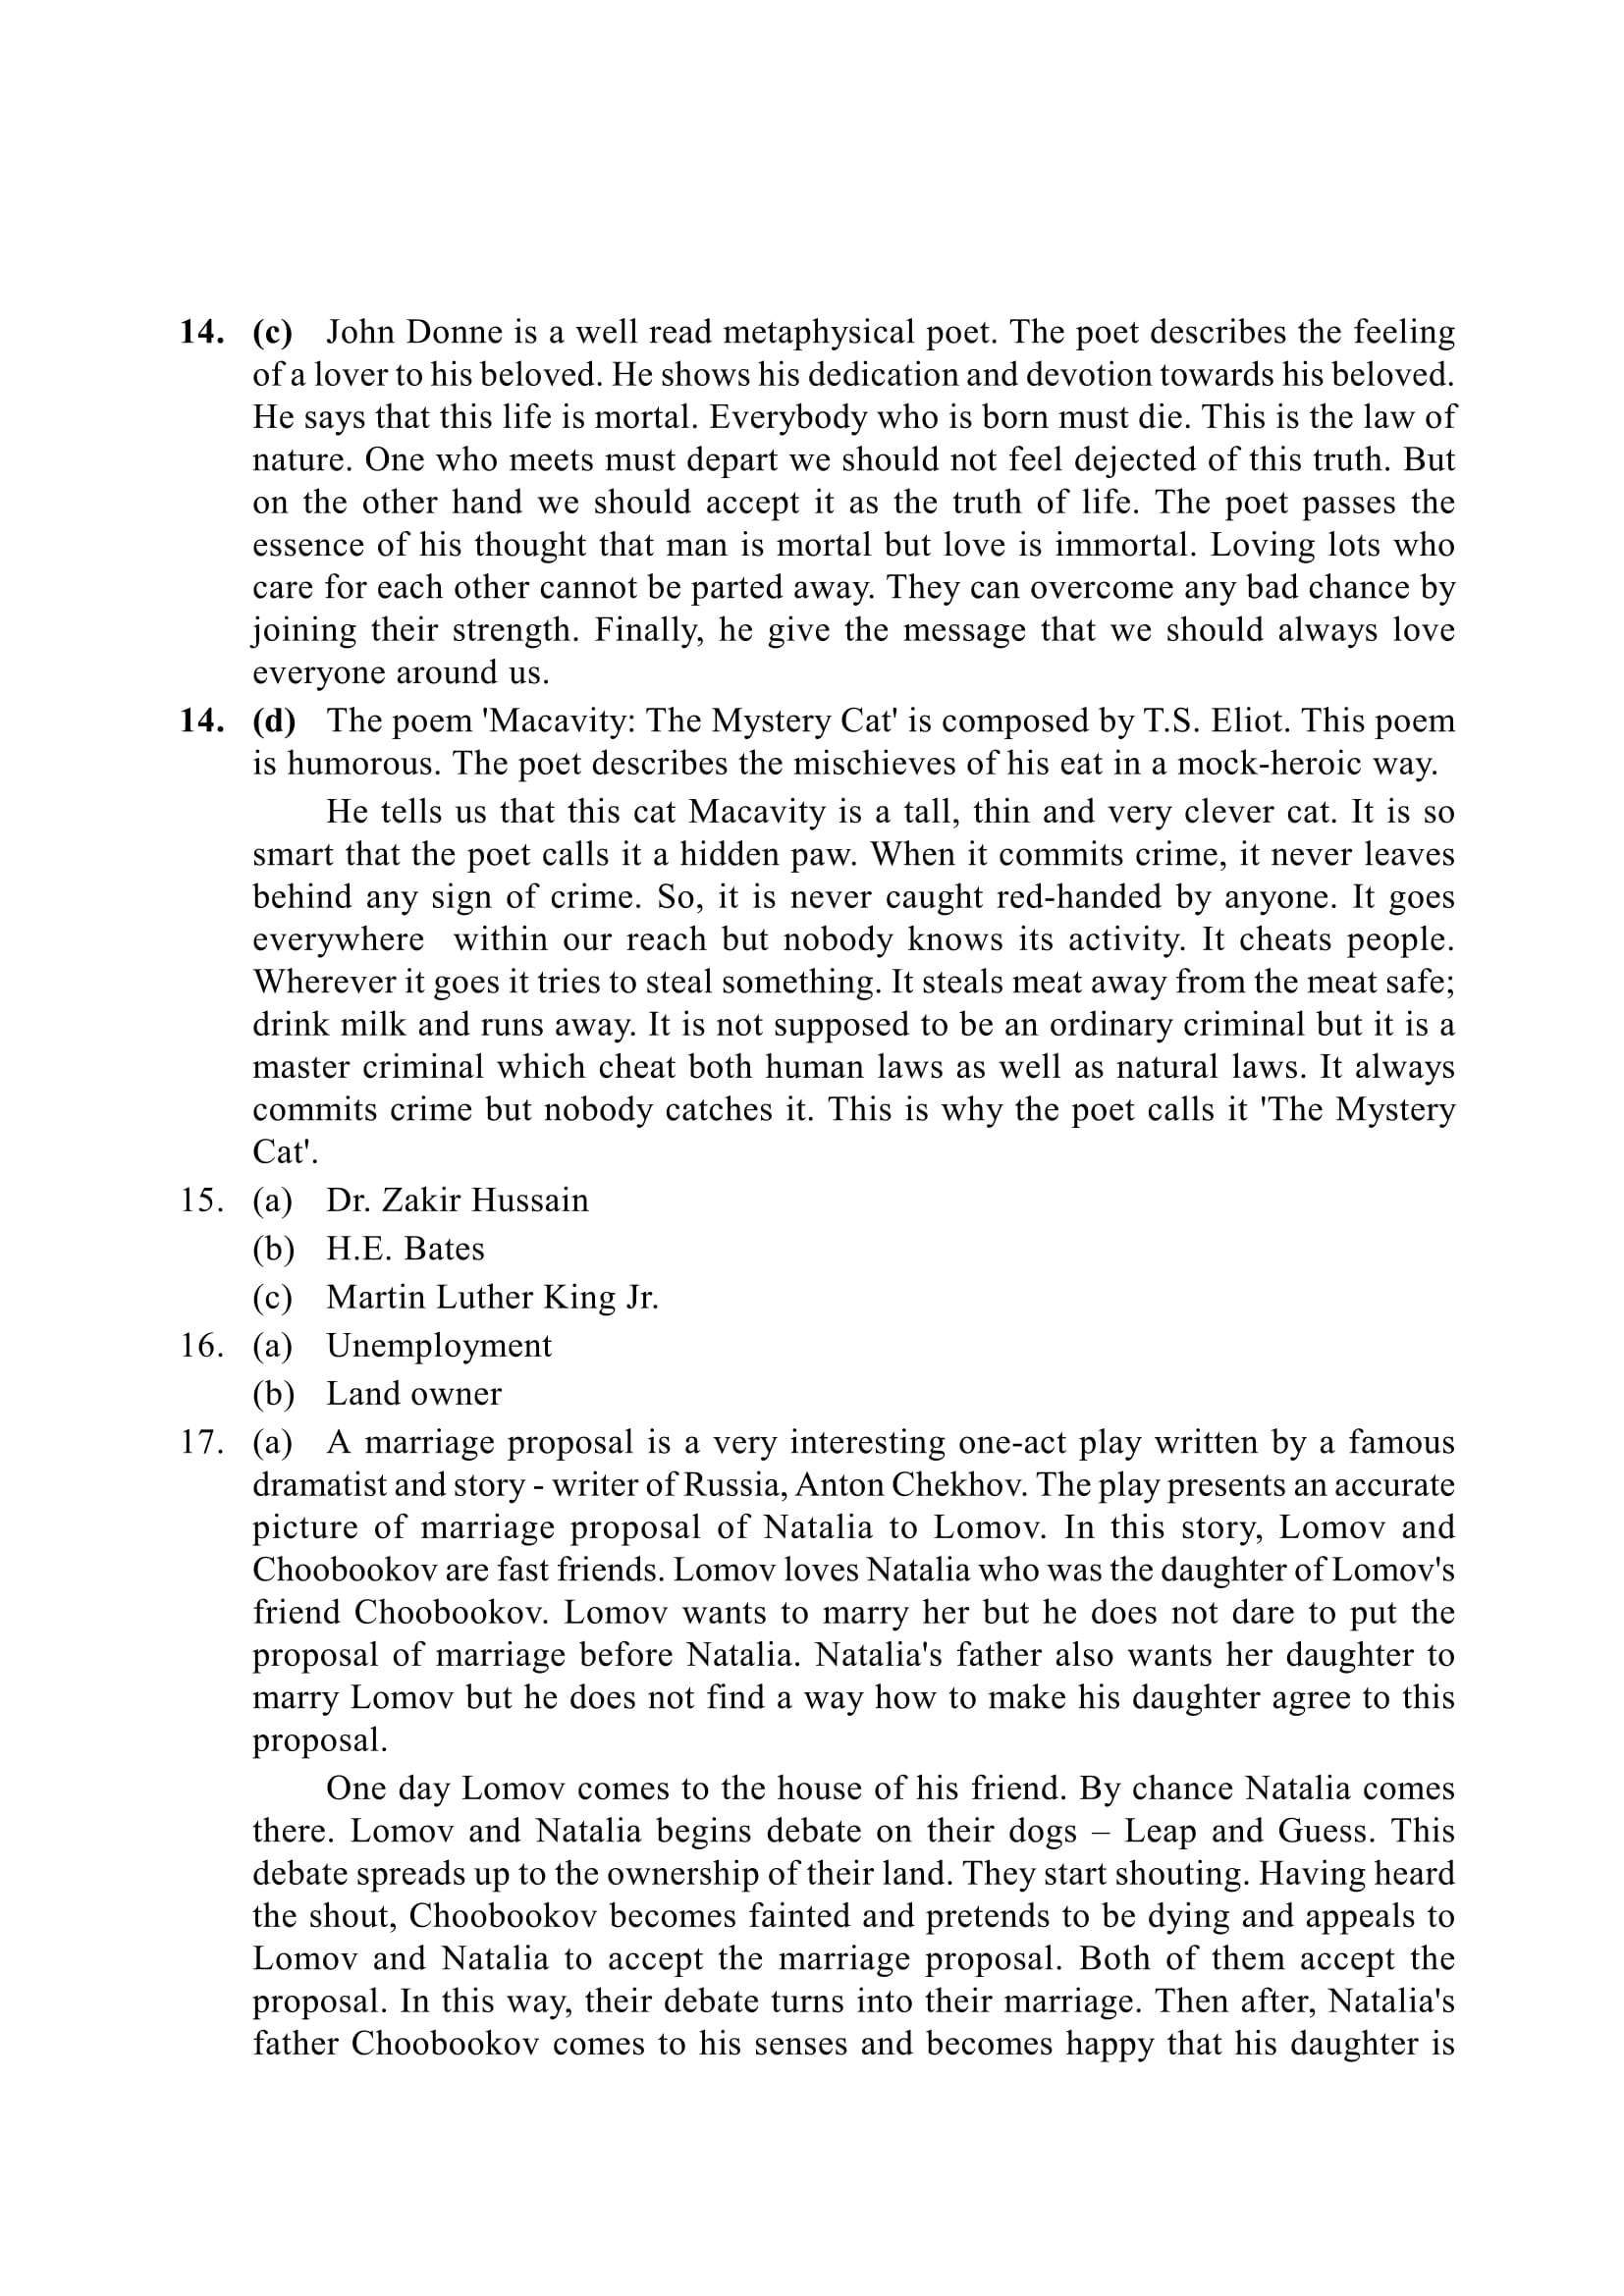 14. (c) John Donne is a well read metaphysical poet. The poet describes the feeling
of a lover to his beloved. He shows his dedication and devotion towards his beloved.
He says that this life is mortal. Everybody who is born must die. This is the law of
nature. One who meets must depart we should not feel dejected of this truth. But
on the other hand we should accept it as the truth of life. The poet passes the
essence of his thought that man is mortal but love is immortal. Loving lots who
care for each other cannot be parted away. They can overcome any bad chance by
joining their strength. Finally, he give the message that we should always love
everyone around us.
14. (d) The poem 'Macavity: The Mystery Cat' is composed by T.S. Eliot. This poem
is humorous. The poet describes the mischieves of his eat in a mock-heroic way.
He tells us that this cat Macavity is a tall, thin and very clever cat. It is so
smart that the poet calls it a hidden paw. When it commits crime, it never leaves
behind any sign of crime. So, it is never caught red-handed by anyone. It goes
everywhere within our reach but nobody knows its activity. It cheats people.
Wherever it goes it tries to steal something. It steals meat away from the meat safe;
drink milk and runs away. It is not supposed to be an ordinary criminal but it is a
master criminal which cheat both human laws as well as natural laws. It always
commits crime but nobody catches it. This is why the poet calls it 'The Mystery
Cat'.
15. (a) Dr. Zakir Hussain
(b) H.E. Bates
(c) Martin Luther King Jr.
16. (a) Unemployment
(b) Land owner
17. (a) A marriage proposal is a very interesting one-act play written by a famous
dramatist and story - writer of Russia, Anton Chekhov. The play presents an accurate
picture of marriage proposal of Natalia to Lomov. In this story, Lomov and
Choobookov are fast friends. Lomov loves Natalia who was the daughter of Lomov's
friend Choobookov. Lomov wants to marry her but he does not dare to put the
proposal of marriage before Natalia. Natalia's father also wants her daughter to
marry Lomov but he does not find a way how to make his daughter agree to this
proposal.
One day Lomov comes to the house of his friend. By chance Natalia comes
there. Lomov and Natalia begins debate on their dogs – Leap and Guess. This
debate spreads up to the ownership of their land. They start shouting. Having heard
the shout, Choobookov becomes fainted and pretends to be dying and appeals to
Lomov and Natalia to accept the marriage proposal. Both of them accept the
proposal. In this way, their debate turns into their marriage. Then after, Natalia's
father Choobookov comes to his senses and becomes happy that his daughter is